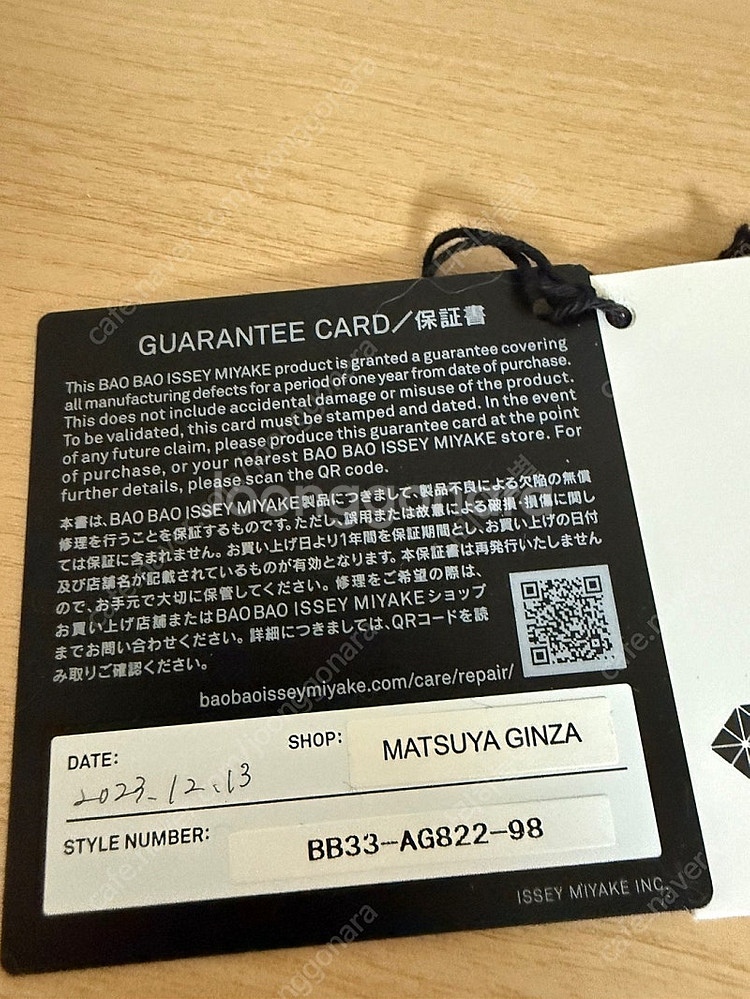 GUARANTEE CARD/保証書
This BAO BAO ISSEY MIYAKE product is granted a guarantee covering
all manufacturing defects for a period of one year from date of purchase.
This does not include accidental damage or misuse of the product.
To be validated, this card must be stamped and dated. In the event
of any future claim, please produce this guarantee card at the point
of purchase, or your nearest BAO BAO ISSEY MIYAKE store. For
further details, please scan the QR code.
本書は、BAO BAO ISSEY MIYAKE製品につきまして、製品不良による欠陥の無償
修理を行うことを保証するものです。ただし、誤用または故意による破損・損傷に関し
ては保証に含まれません。お買い上げ日より1年間を保証期間とし、お買い上げの日付
及び店舗名が記載されているものが有効となります。本保証書は再発行いたしません
ので、お手元で大切に保管してください。修理をご希望の際は、
お買い上げ店舗またはBAO BAO ISSEY MIYAKEショップ
までお問い合わせください。詳細につきましては、QRコードを読
み取りご確認ください。
baobaoisseymiyake.com/care/repair/
DATE: 2023.12.13
SHOP: MATSUYA GINZA
STYLE NUMBER: BB33-AG822-98
ISSEY MIYAKE INC.
joonggonara